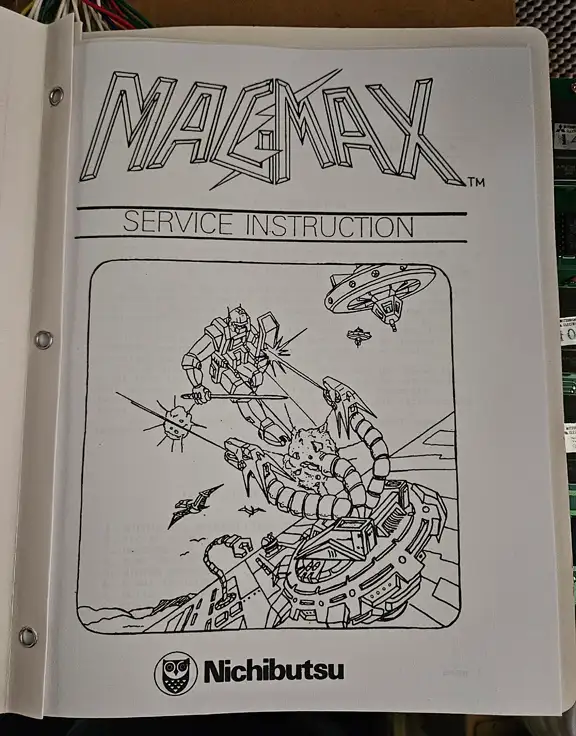 MAGMAX
TM
SERVICE INSTRUCTION
Nichibutsu